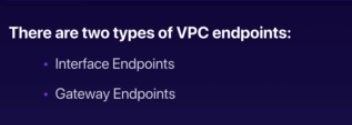 There are two types of VPC endpoints:
• Interface Endpoints
• Gateway Endpoints